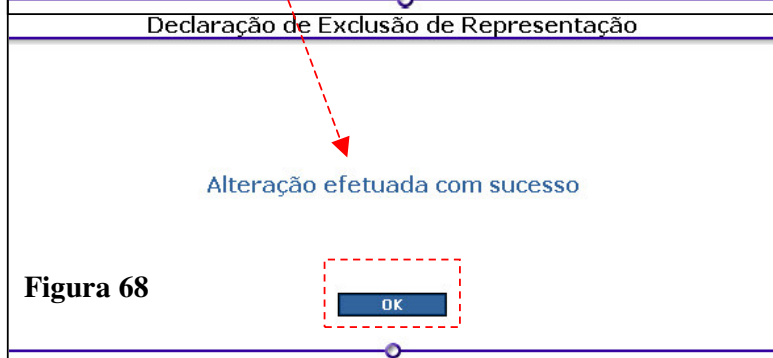 Declaração de Exclusão de Representação
Alteração efetuada com sucesso
Figura 68
OK